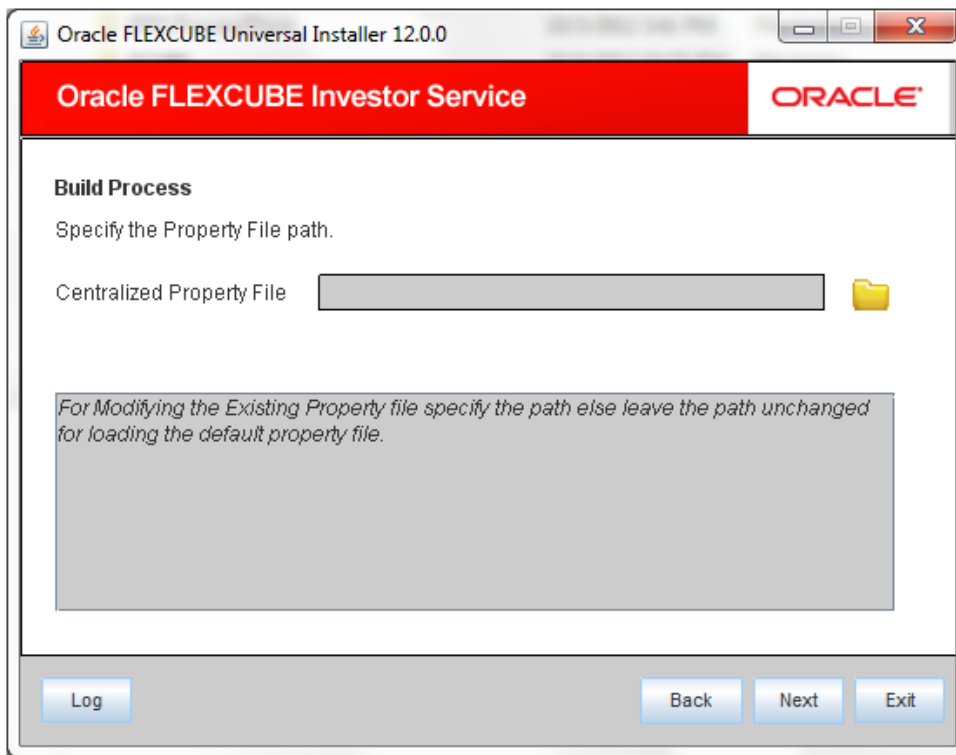 Oracle FLEXCUBE Universal Installer 12.0.0
Oracle FLEXCUBE Investor Service
ORACLE
Build Process
Specify the Property File path.
Centralized Property File
For Modifying the Existing Property file specify the path else leave the path unchanged
for loading the default property file.
Log
Back
Next
Exit